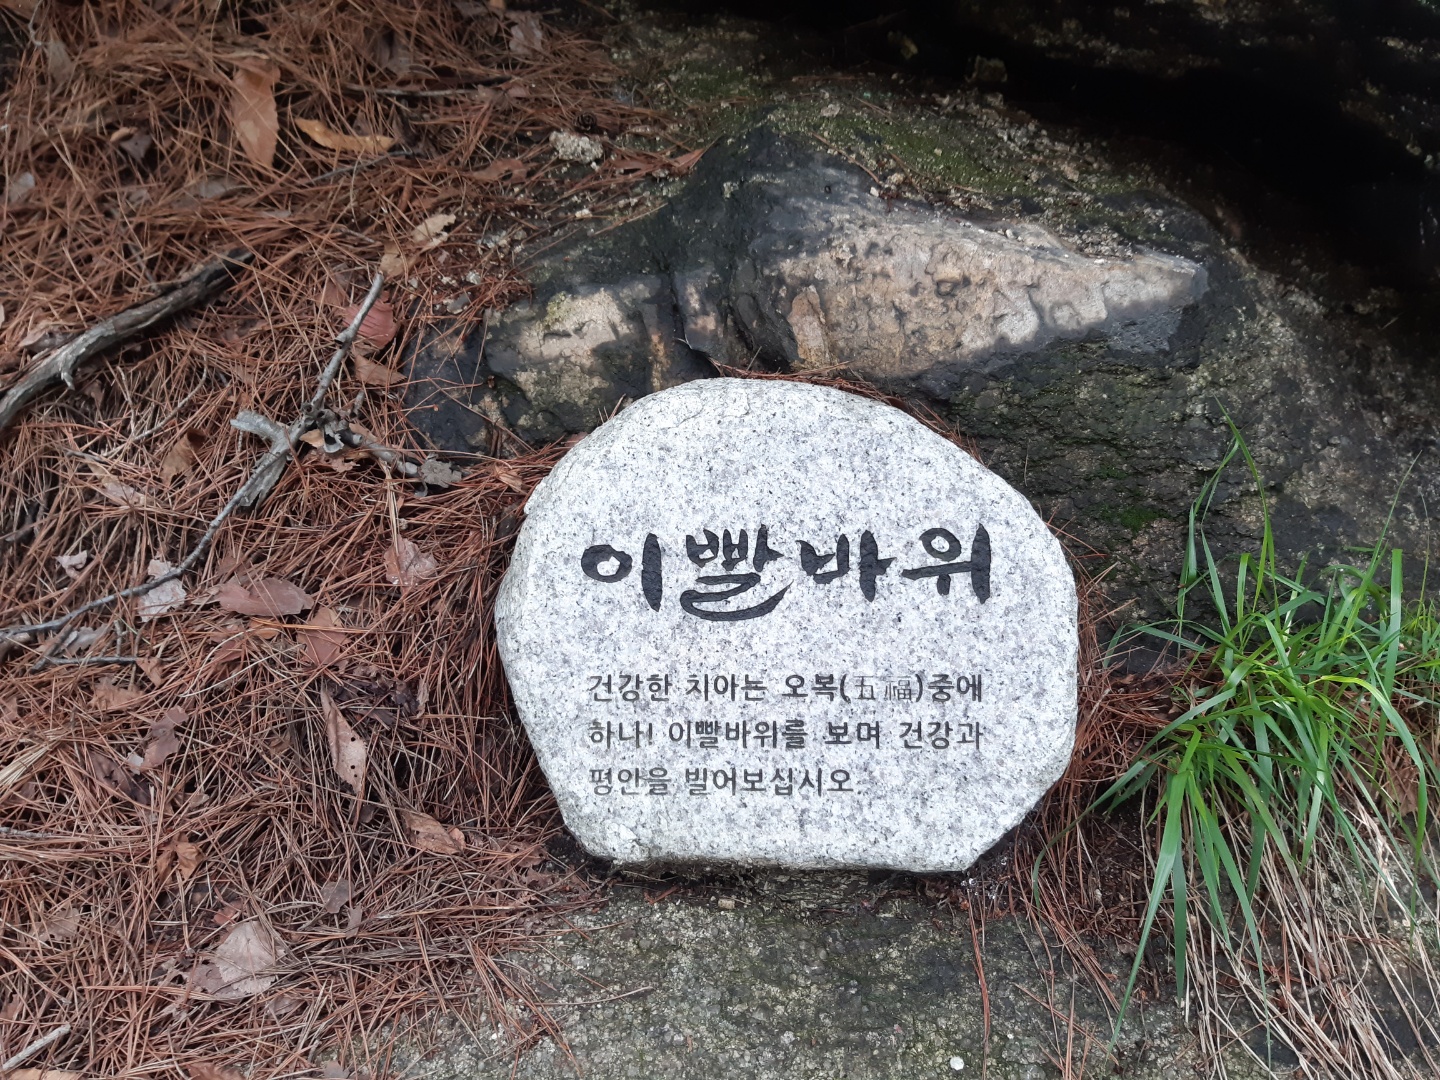 이빨바위
건강한 치아는 오복(五福)중에
하나! 이빨바위를 보며 건강과
평안을 빌어보십시오.